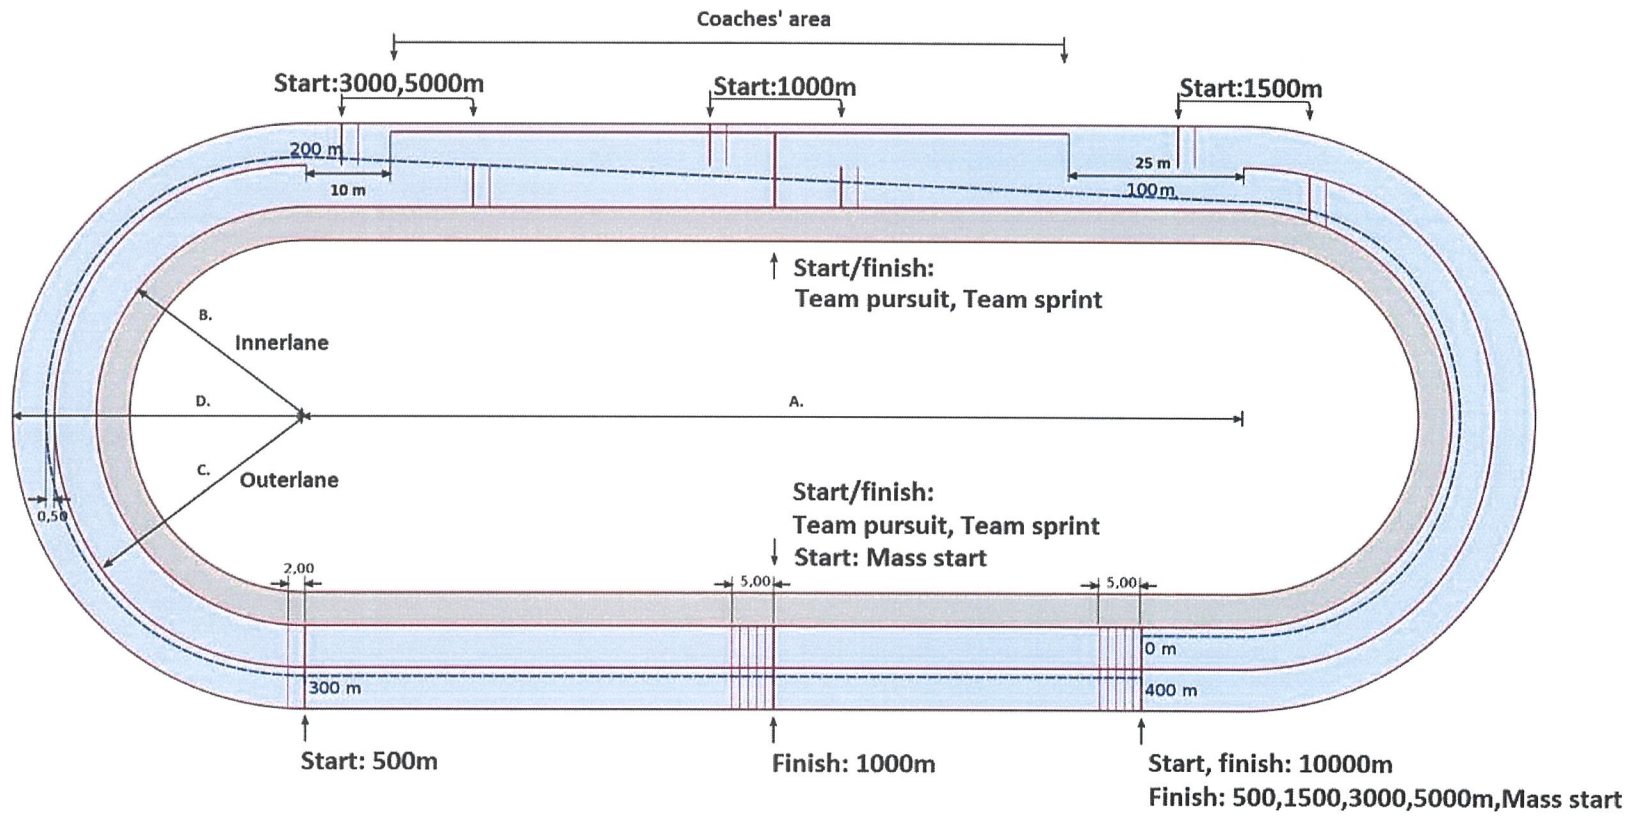 Coaches' area
Start:3000,5000m
Start:1000m
Start:1500m
200 m
25 m
10 m
100m
Start/finish:
Team pursuit, Team sprint
B.
Innerlane
D.
A.
C.
Outerlane
Start/finish:
Team pursuit, Team sprint
Start: Mass start
0,50
2,00
5,00
5,00
0 m
300 m
400 m
Start: 500m
Finish: 1000m
Start, finish: 10000m
Finish: 500,1500,3000,5000m,Mass start